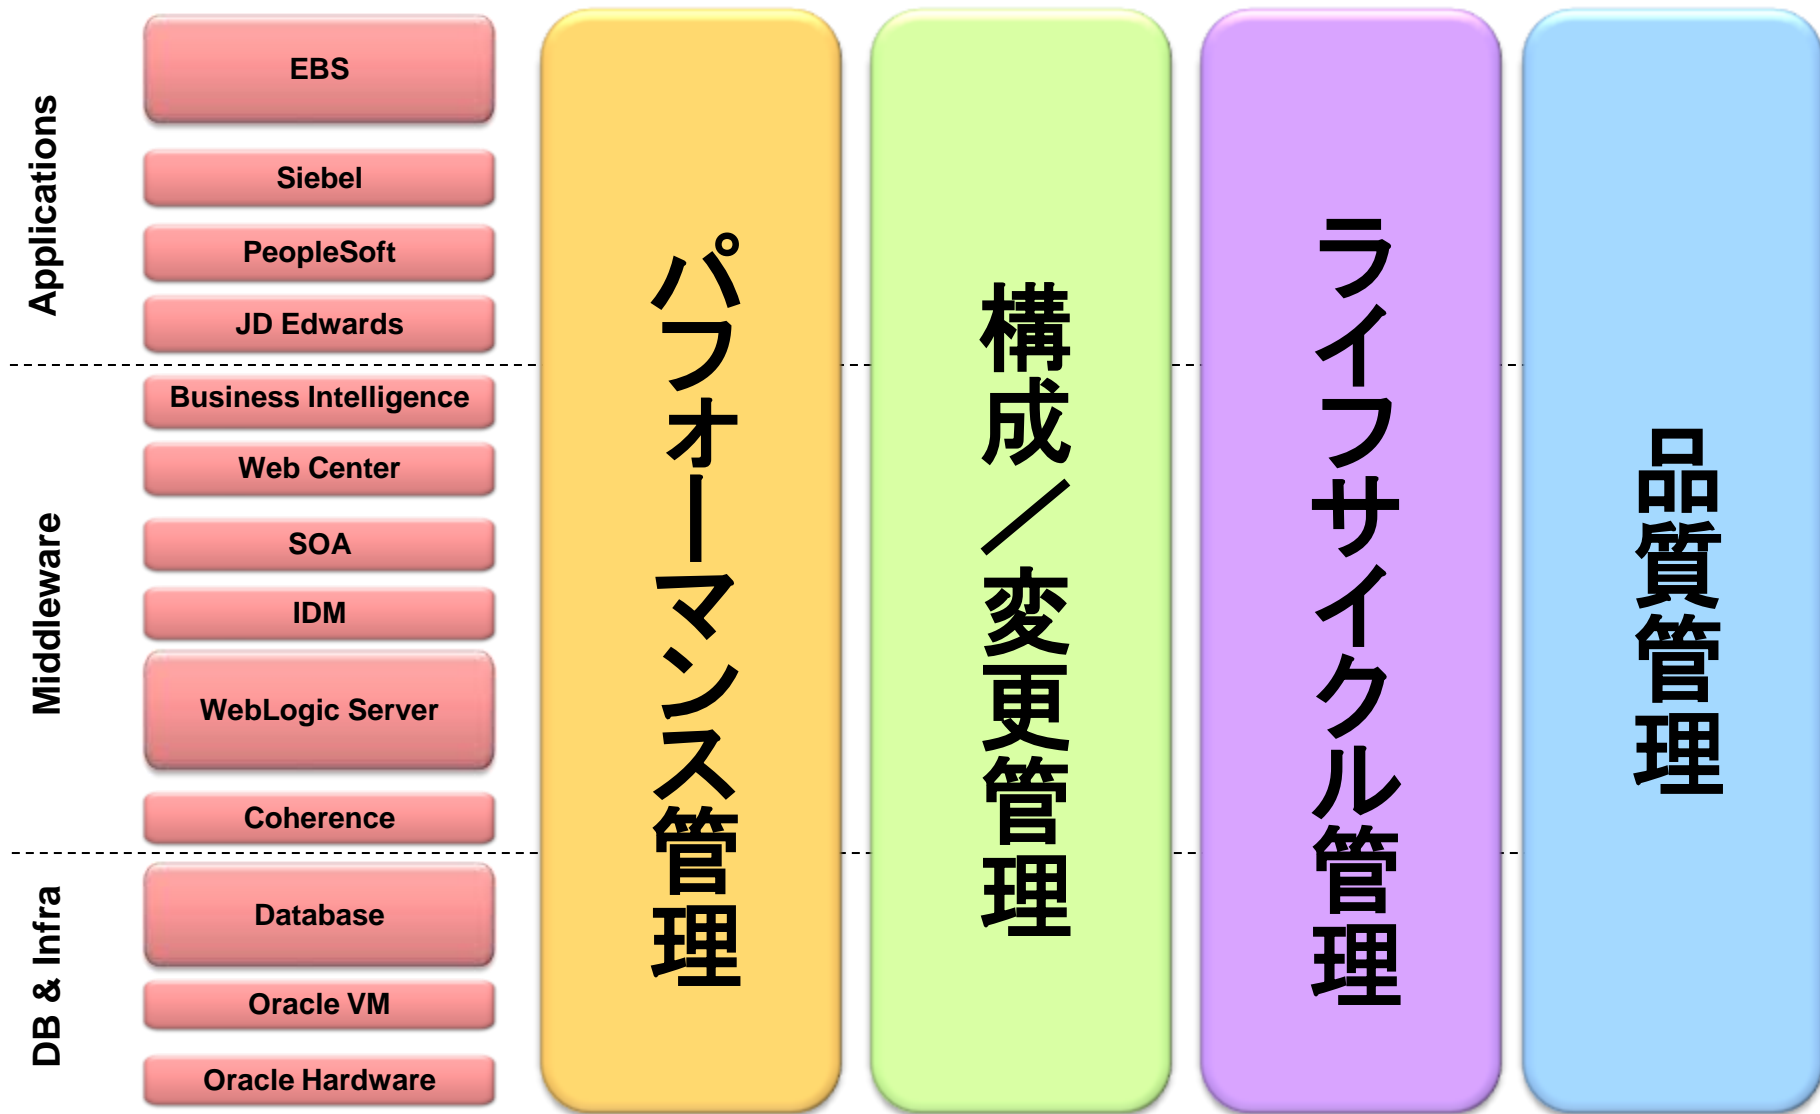 Applications
EBS
Siebel
PeopleSoft
JD Edwards
Middleware
Business Intelligence
Web Center
SOA
IDM
WebLogic Server
Coherence
DB & Infra
Database
Oracle VM
Oracle Hardware
パフォーマンス管理
構成／変更管理
ライフサイクル管理
品質管理